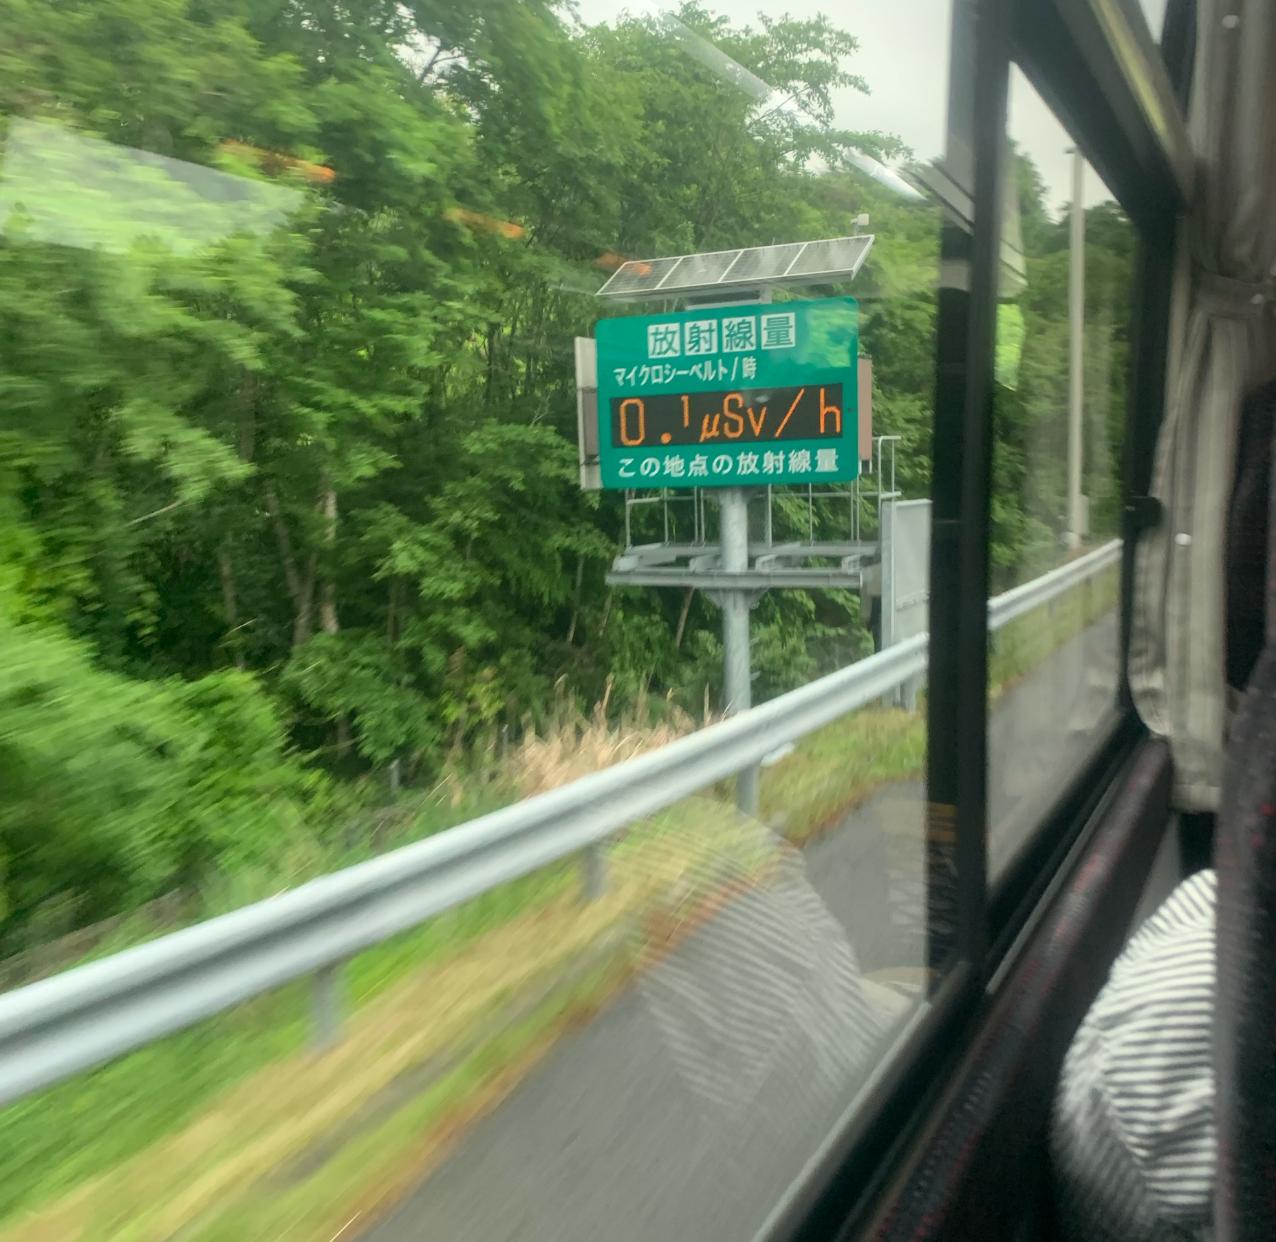 放射線量
マイクロシーベルト/時
0.1μSv/h
この地点の放射線量